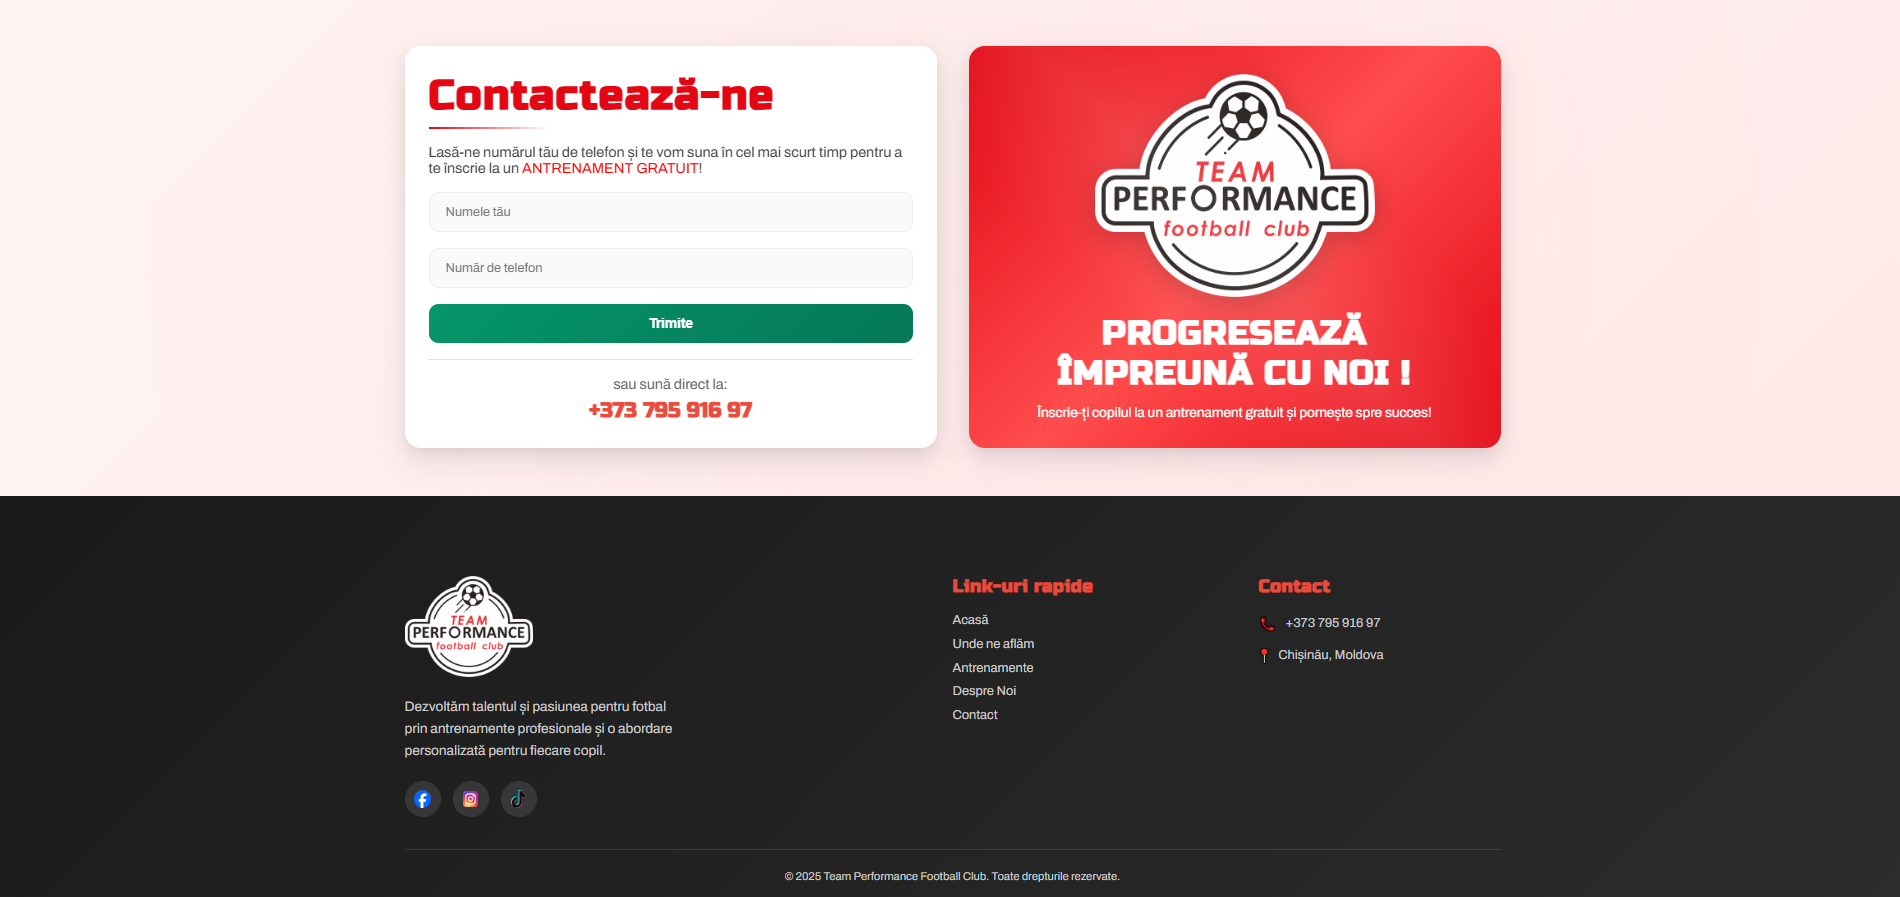 Contactează-ne
Lasă-ne numărul tău de telefon și te vom suna în cel mai scurt timp pentru a
te înscrie la un ANTRENAMENT GRATUIT!
Numele tău
Număr de telefon
Trimite
sau sună direct la:
+373 795 916 97
TEAM
PERFORMANCE
football club
PROGRESEAZĂ
ÎMPREUNĂ CU NOI !
Înscrie-ți copilul la un antrenament gratuit și pornește spre succes!
TEAM
PERFORMANCE
football club
Dezvoltăm talentul și pasiunea pentru fotbal
prin antrenamente profesionale și o abordare
personalizată pentru fiecare copil.
Link-uri rapide
Acasă
Unde ne aflăm
Antrenamente
Despre Noi
Contact
Contact
+373 795 916 97
Chișinău, Moldova
© 2025 Team Performance Football Club. Toate drepturile rezervate.